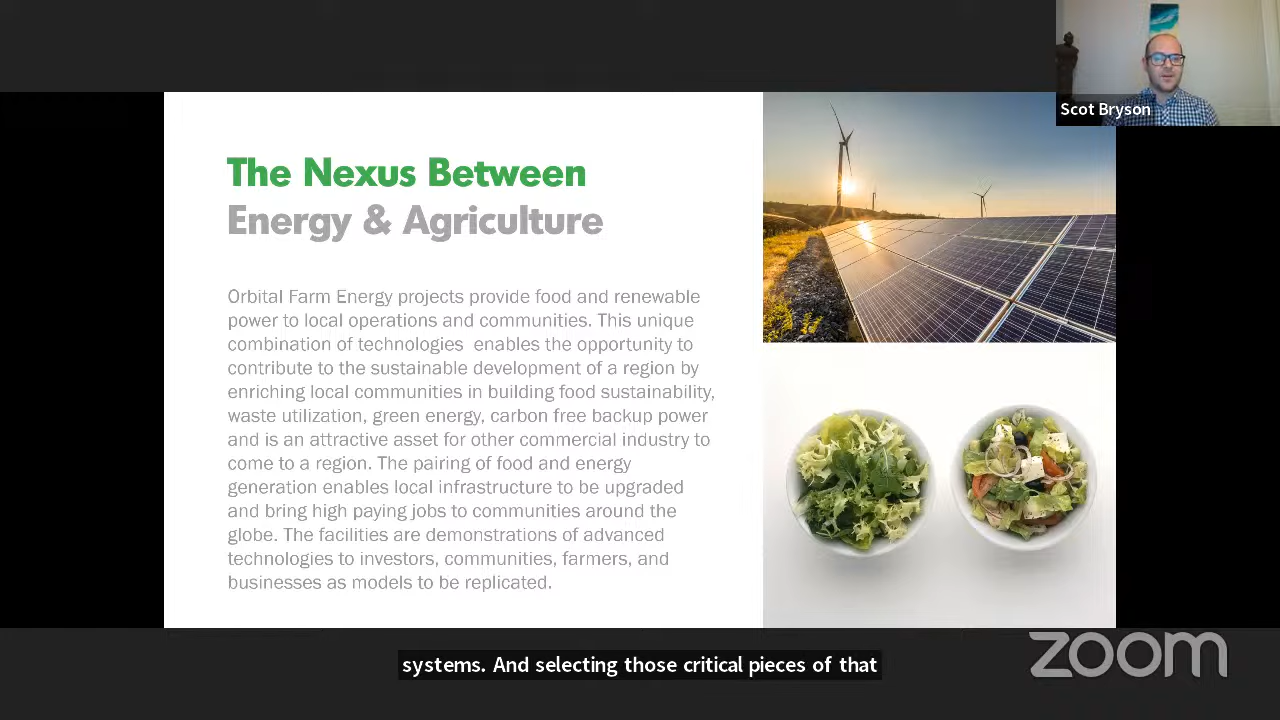 Scot Bryson
The Nexus Between
Energy & Agriculture
Orbital Farm Energy projects provide food and renewable
power to local operations and communities. This unique
combination of technologies  enables the opportunity to
contribute to the sustainable development of a region by
enriching local communities in building food sustainability,
waste utilization, green energy, carbon free backup power
and is an attractive asset for other commercial industry to
come to a region. The pairing of food and energy
generation enables local infrastructure to be upgraded
and bring high paying jobs to communities around the
globe. The facilities are demonstrations of advanced
technologies to investors, communities, farmers, and
businesses as models to be replicated.
systems. And selecting those critical pieces of that
zoom